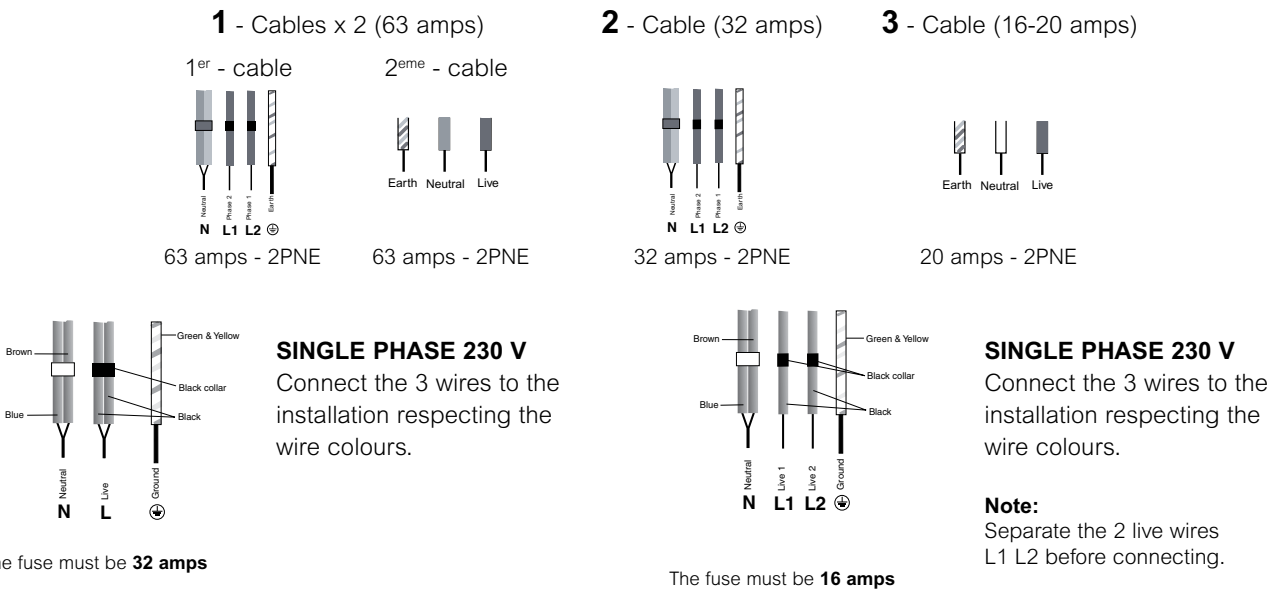 1 - Cables x 2 (63 amps)
2 - Cable (32 amps)
3 - Cable (16-20 amps)
1er - cable
2eme - cable
Neutral
Phase 2
Phase 1
Earth
N L1 L2
Earth Neutral Live
Neutral
Phase 2
Phase 1
Earth
N L1 L2
Earth Neutral Live
63 amps - 2PNE
63 amps - 2PNE
32 amps - 2PNE
20 amps - 2PNE
Brown
Blue
Green & Yellow
Black collar
Black
Neutral
Live
Ground
N L
SINGLE PHASE 230 V
Connect the 3 wires to the
installation respecting the
wire colours.
he fuse must be 32 amps
Brown
Blue
Green & Yellow
Black collar
Black
Neutral
Live 1
Live 2
Ground
N L1 L2
The fuse must be 16 amps
SINGLE PHASE 230 V
Connect the 3 wires to the
installation respecting the
wire colours.
Note:
Separate the 2 live wires
L1 L2 before connecting.